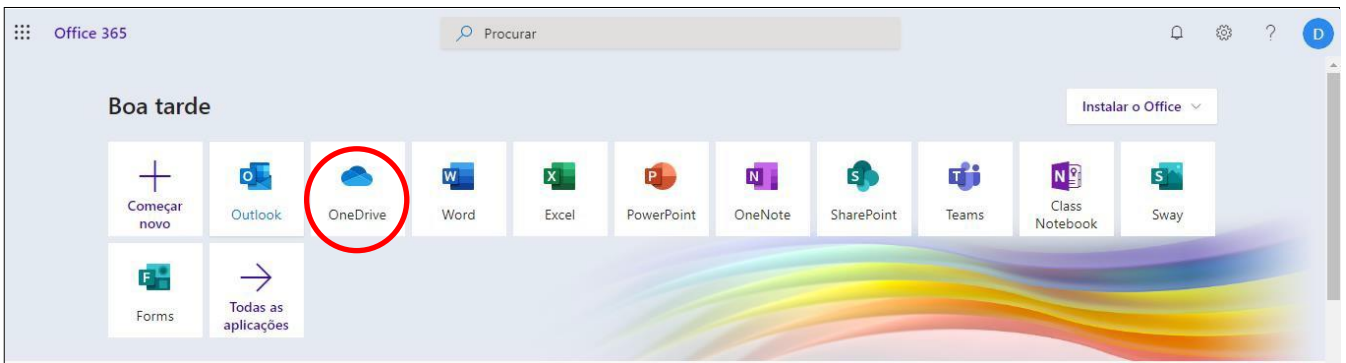 Office 365
Procurar
?
D
Boa tarde
Instalar o Office
Começar
novo
Outlook
OneDrive
Word
Excel
PowerPoint
OneNote
SharePoint
Teams
Class
Notebook
Sway
Forms
Todas as
aplicações